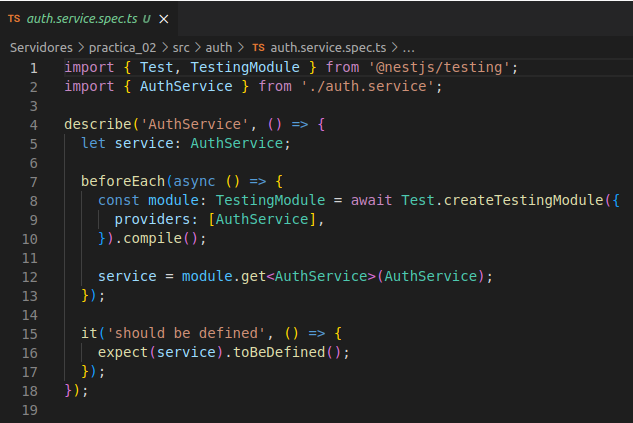 TS auth.service.spec.ts U ×
Servidores > practica_02 > src > auth > TS auth.service.spec.ts > ...
1 import { Test, TestingModule } from '@nestjs/testing';
2 import { AuthService } from './auth.service';
3
4 describe('AuthService', () => {
5   let service: AuthService;
6
7   beforeEach(async () => {
8     const module: TestingModule = await Test.createTestingModule({
9       providers: [AuthService],
10     }).compile();
11
12     service = module.get<AuthService>(AuthService);
13   });
14
15   it('should be defined', () => {
16     expect(service).toBeDefined();
17   });
18 });
19